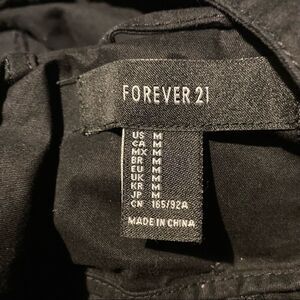 FOREVER 21
US M
CA M
MX M
BR M
EU M
UK M
KR M
JP M
CN 165/92A
MADE IN CHINA